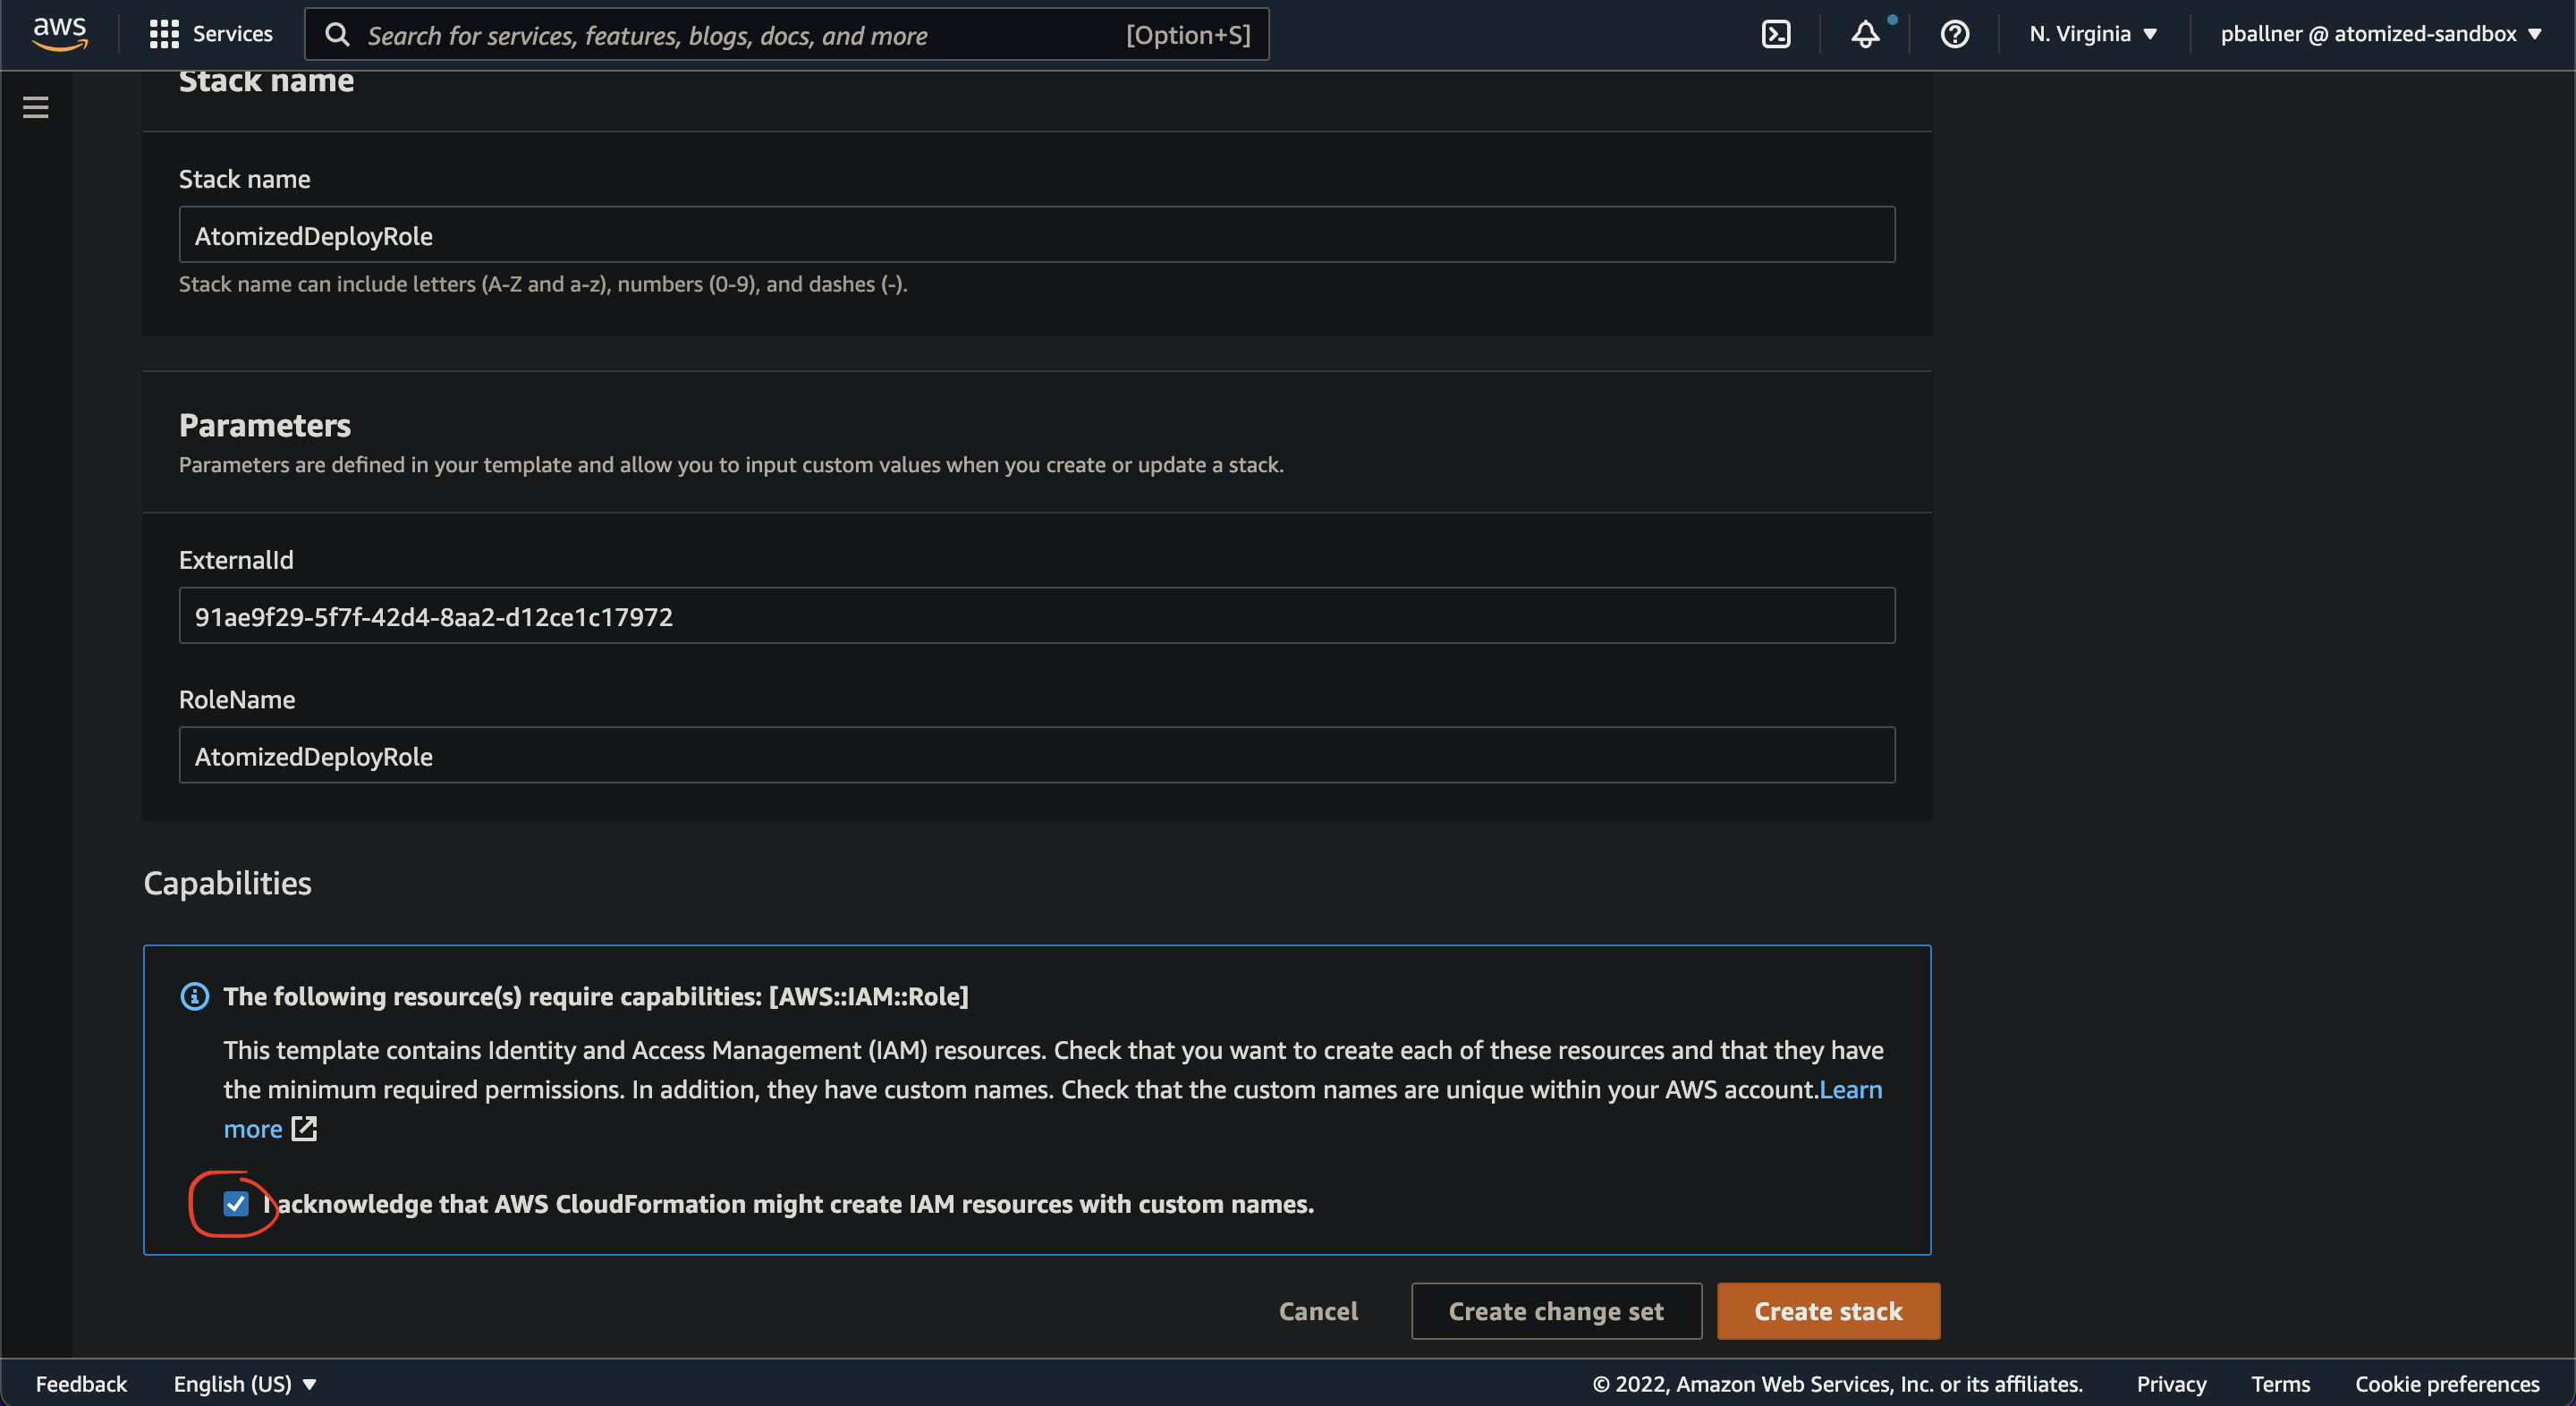 aws
Services
Search for services, features, blogs, docs, and more
[Option+S]
N. Virginia
pballner @ atomized-sandbox
Stack name
Stack name
AtomizedDeployRole
Stack name can include letters (A-Z and a-z), numbers (0-9), and dashes (-).
Parameters
Parameters are defined in your template and allow you to input custom values when you create or update a stack.
ExternalId
91ae9f29-5f7f-42d4-8aa2-d12ce1c17972
RoleName
AtomizedDeployRole
Capabilities
The following resource(s) require capabilities: [AWS::IAM::Role]
This template contains Identity and Access Management (IAM) resources. Check that you want to create each of these resources and that they have
the minimum required permissions. In addition, they have custom names. Check that the custom names are unique within your AWS account.Learn
more
I acknowledge that AWS CloudFormation might create IAM resources with custom names.
Cancel
Create change set
Create stack
Feedback
English (US)
© 2022, Amazon Web Services, Inc. or its affiliates.
Privacy
Terms
Cookie preferences